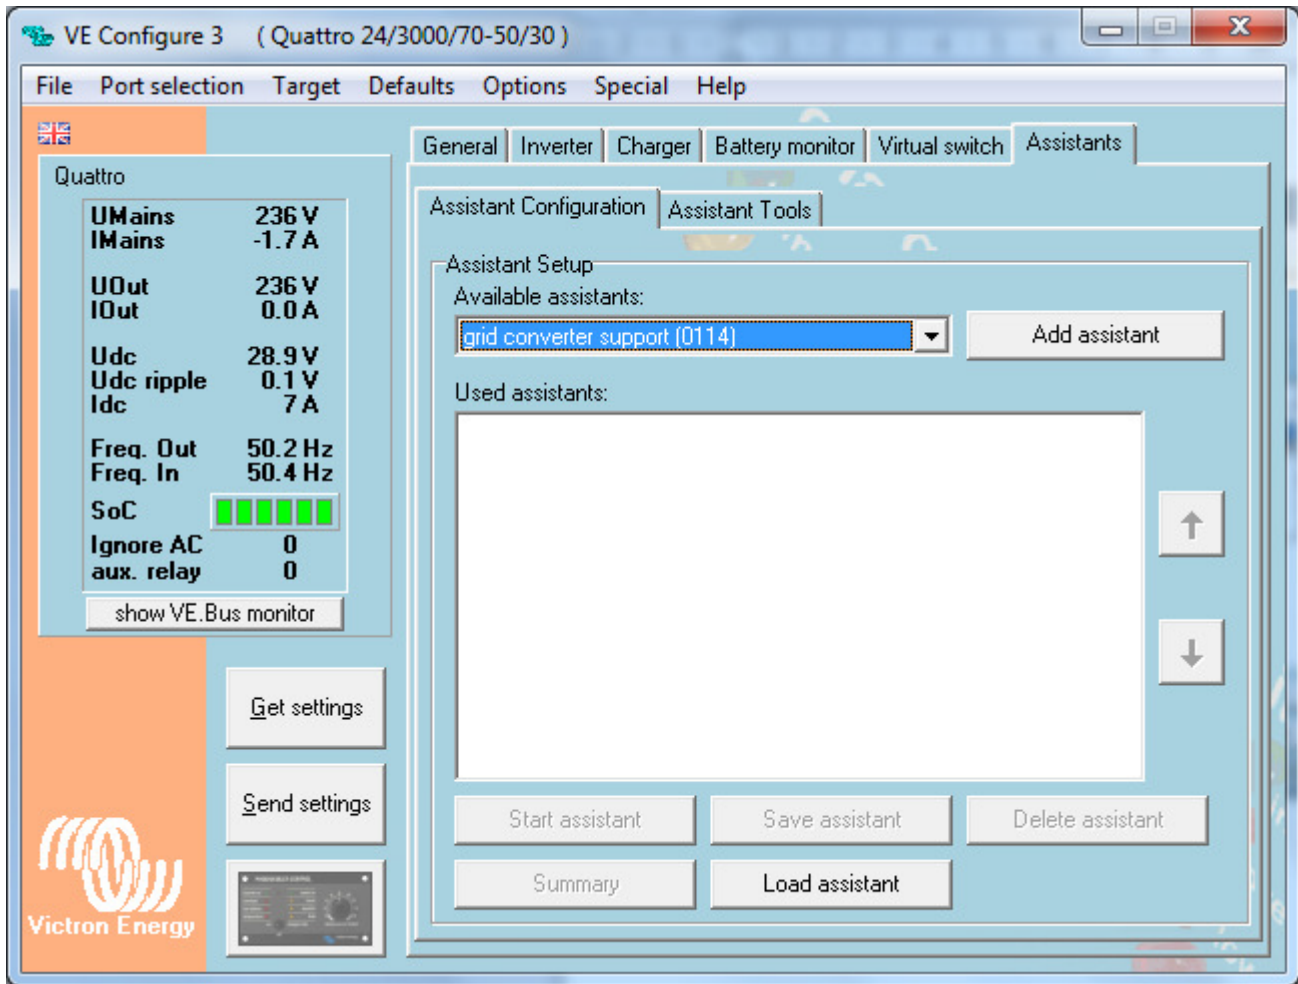 VE Configure 3 ( Quattro 24/3000/70-50/30 )
File Port selection Target Defaults Options Special Help
General Inverter Charger Battery monitor Virtual switch Assistants
Quattro
UMains 236 V
IMains -1.7 A
UOut 236 V
IOut 0.0 A
Udc 28.9 V
Udc ripple 0.1 V
Idc 7 A
Freq. Out 50.2 Hz
Freq. In 50.4 Hz
SoC
Ignore AC 0
aux. relay 0
show VE.Bus monitor
Get settings
Send settings
Victron Energy
Assistant Configuration Assistant Tools
Assistant Setup
Available assistants:
grid converter support (0114) Add assistant
Used assistants:
Start assistant Save assistant Delete assistant
Summary Load assistant